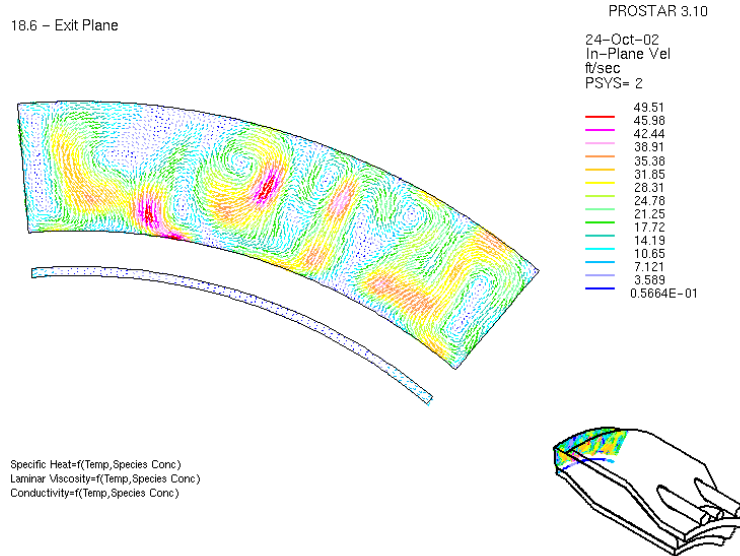 PROSTAR 3.10
18.6 - Exit Plane
24-Oct-02
In-Plane Vel
ft/sec
PSYS= 2
49.51
45.98
42.44
38.91
35.38
31.85
28.31
24.78
21.25
17.72
14.19
10.65
7.121
3.589
0.5664E-01
Specific Heat=f(Temp,Species Conc)
Laminar Viscosity=f(Temp,Species Conc)
Conductivity=f(Temp,Species Conc)